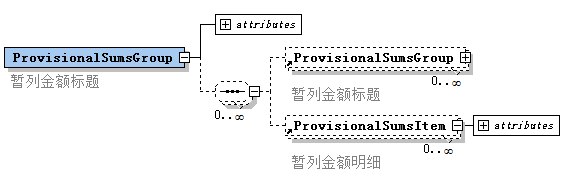 attributes
ProvisionalSumsGroup
暂列金额标题
0..∞
ProvisionalSumsGroup
0..∞
暂列金额标题
ProvisionalSumsItem
attributes
0..∞
暂列金额明细